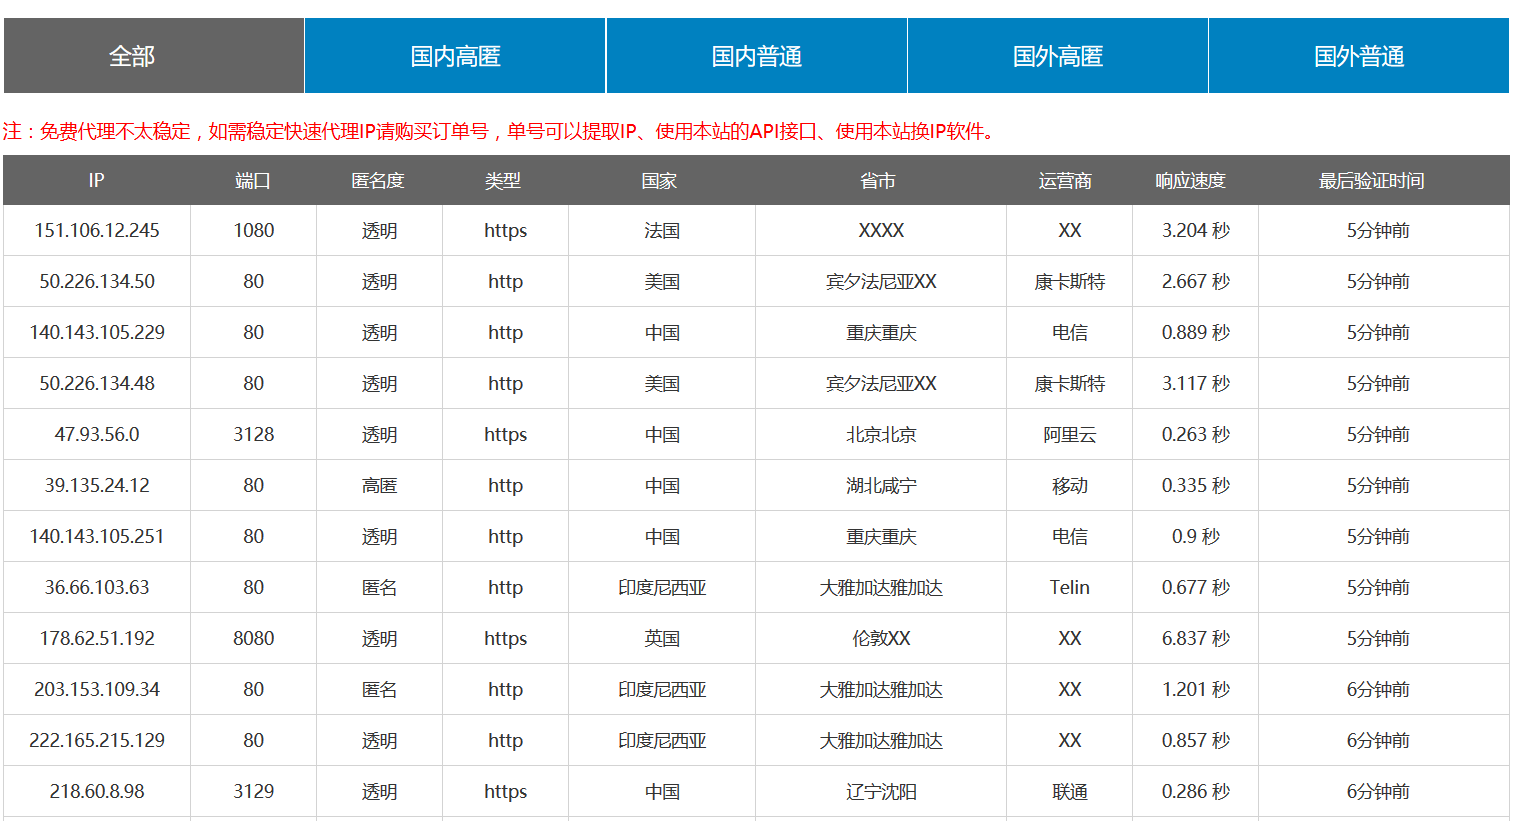 全部 国内高匿 国内普通 国外高匿 国外普通
注：免费代理不太稳定，如需稳定快速代理IP请购买订单号，单号可以提取IP、使用本站的API接口、使用本站换IP软件。
IP 端口 匿名度 类型 国家 省市 运营商 响应速度 最后验证时间
151.106.12.245 1080 透明 https 法国 XXXX XX 3.204 秒 5分钟前
50.226.134.50 80 透明 http 美国 宾夕法尼亚XX 康卡斯特 2.667 秒 5分钟前
140.143.105.229 80 透明 http 中国 重庆重庆 电信 0.889 秒 5分钟前
50.226.134.48 80 透明 http 美国 宾夕法尼亚XX 康卡斯特 3.117 秒 5分钟前
47.93.56.0 3128 透明 https 中国 北京北京 阿里云 0.263 秒 5分钟前
39.135.24.12 80 高匿 http 中国 湖北咸宁 移动 0.335 秒 5分钟前
140.143.105.251 80 透明 http 中国 重庆重庆 电信 0.9 秒 5分钟前
36.66.103.63 80 匿名 http 印度尼西亚 大雅加达雅加达 Telin 0.677 秒 5分钟前
178.62.51.192 8080 透明 https 英国 伦敦XX XX 6.837 秒 5分钟前
203.153.109.34 80 匿名 http 印度尼西亚 大雅加达雅加达 XX 1.201 秒 6分钟前
222.165.215.129 80 透明 http 印度尼西亚 大雅加达雅加达 XX 0.857 秒 6分钟前
218.60.8.98 3129 透明 https 中国 辽宁沈阳 联通 0.286 秒 6分钟前